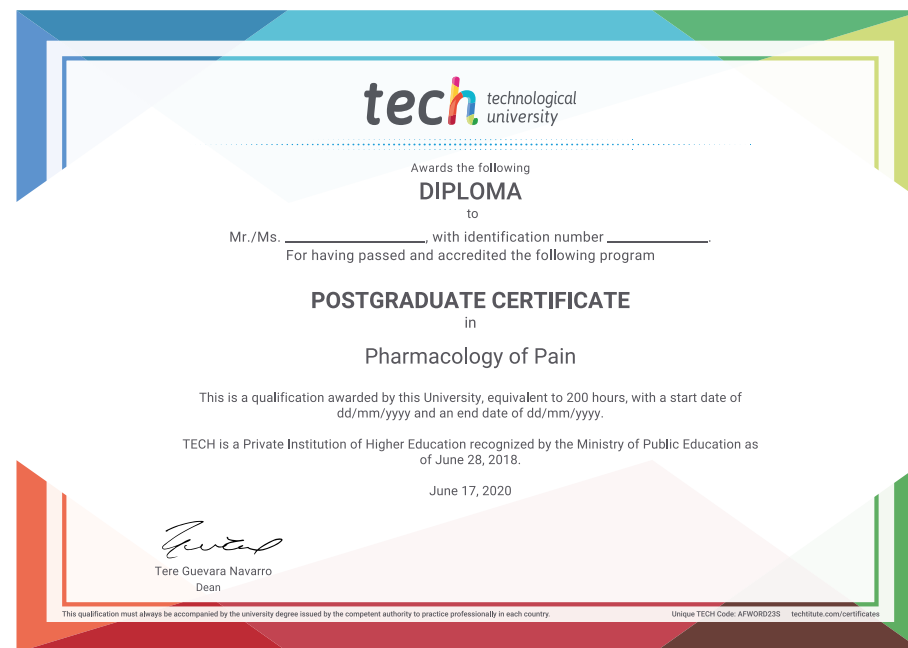 tech technological
university
Awards the following
DIPLOMA
to
Mr./Ms. ____________, with identification number ____________.
For having passed and accredited the following program
POSTGRADUATE CERTIFICATE
in
Pharmacology of Pain
This is a qualification awarded by this University, equivalent to 200 hours, with a start date of
dd/mm/yyyy and an end date of dd/mm/yyyy.
TECH is a Private Institution of Higher Education recognized by the Ministry of Public Education as
of June 28, 2018.
June 17, 2020
Tere Guevara Navarro
Dean
This qualification must always be accompanied by the university degree issued by the competent authority to practice professionally in each country. Unique TECH Code: AFWORD23S techtitute.com/certificates